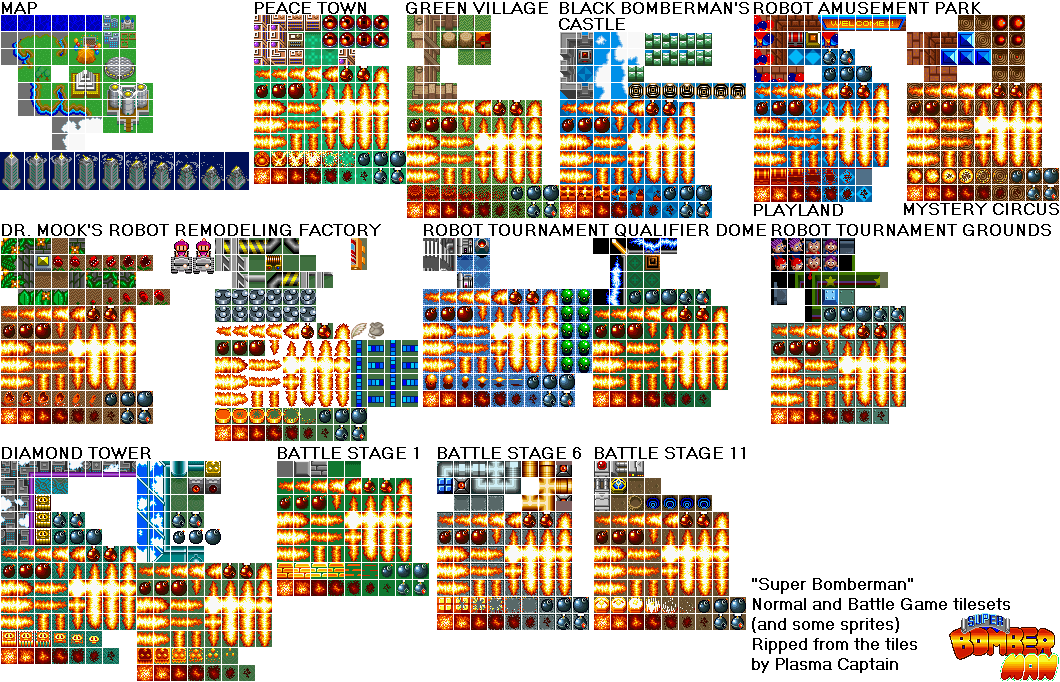 MAP
PEACE TOWN
GREEN VILLAGE
BLACK BOMBERMAN'S
CASTLE
ROBOT AMUSEMENT PARK
WELCOME!!
PLAYLAND
MYSTERY CIRCUS
DR. MOOK'S ROBOT REMODELING FACTORY
ROBOT TOURNAMENT QUALIFIER DOME
ROBOT TOURNAMENT GROUNDS
DIAMOND TOWER
BATTLE STAGE 1
BATTLE STAGE 6
BATTLE STAGE 11
"Super Bomberman"
Normal and Battle Game tilesets
(and some sprites)
Ripped from the tiles
by Plasma Captain
SUPER
BOMBER
MAN